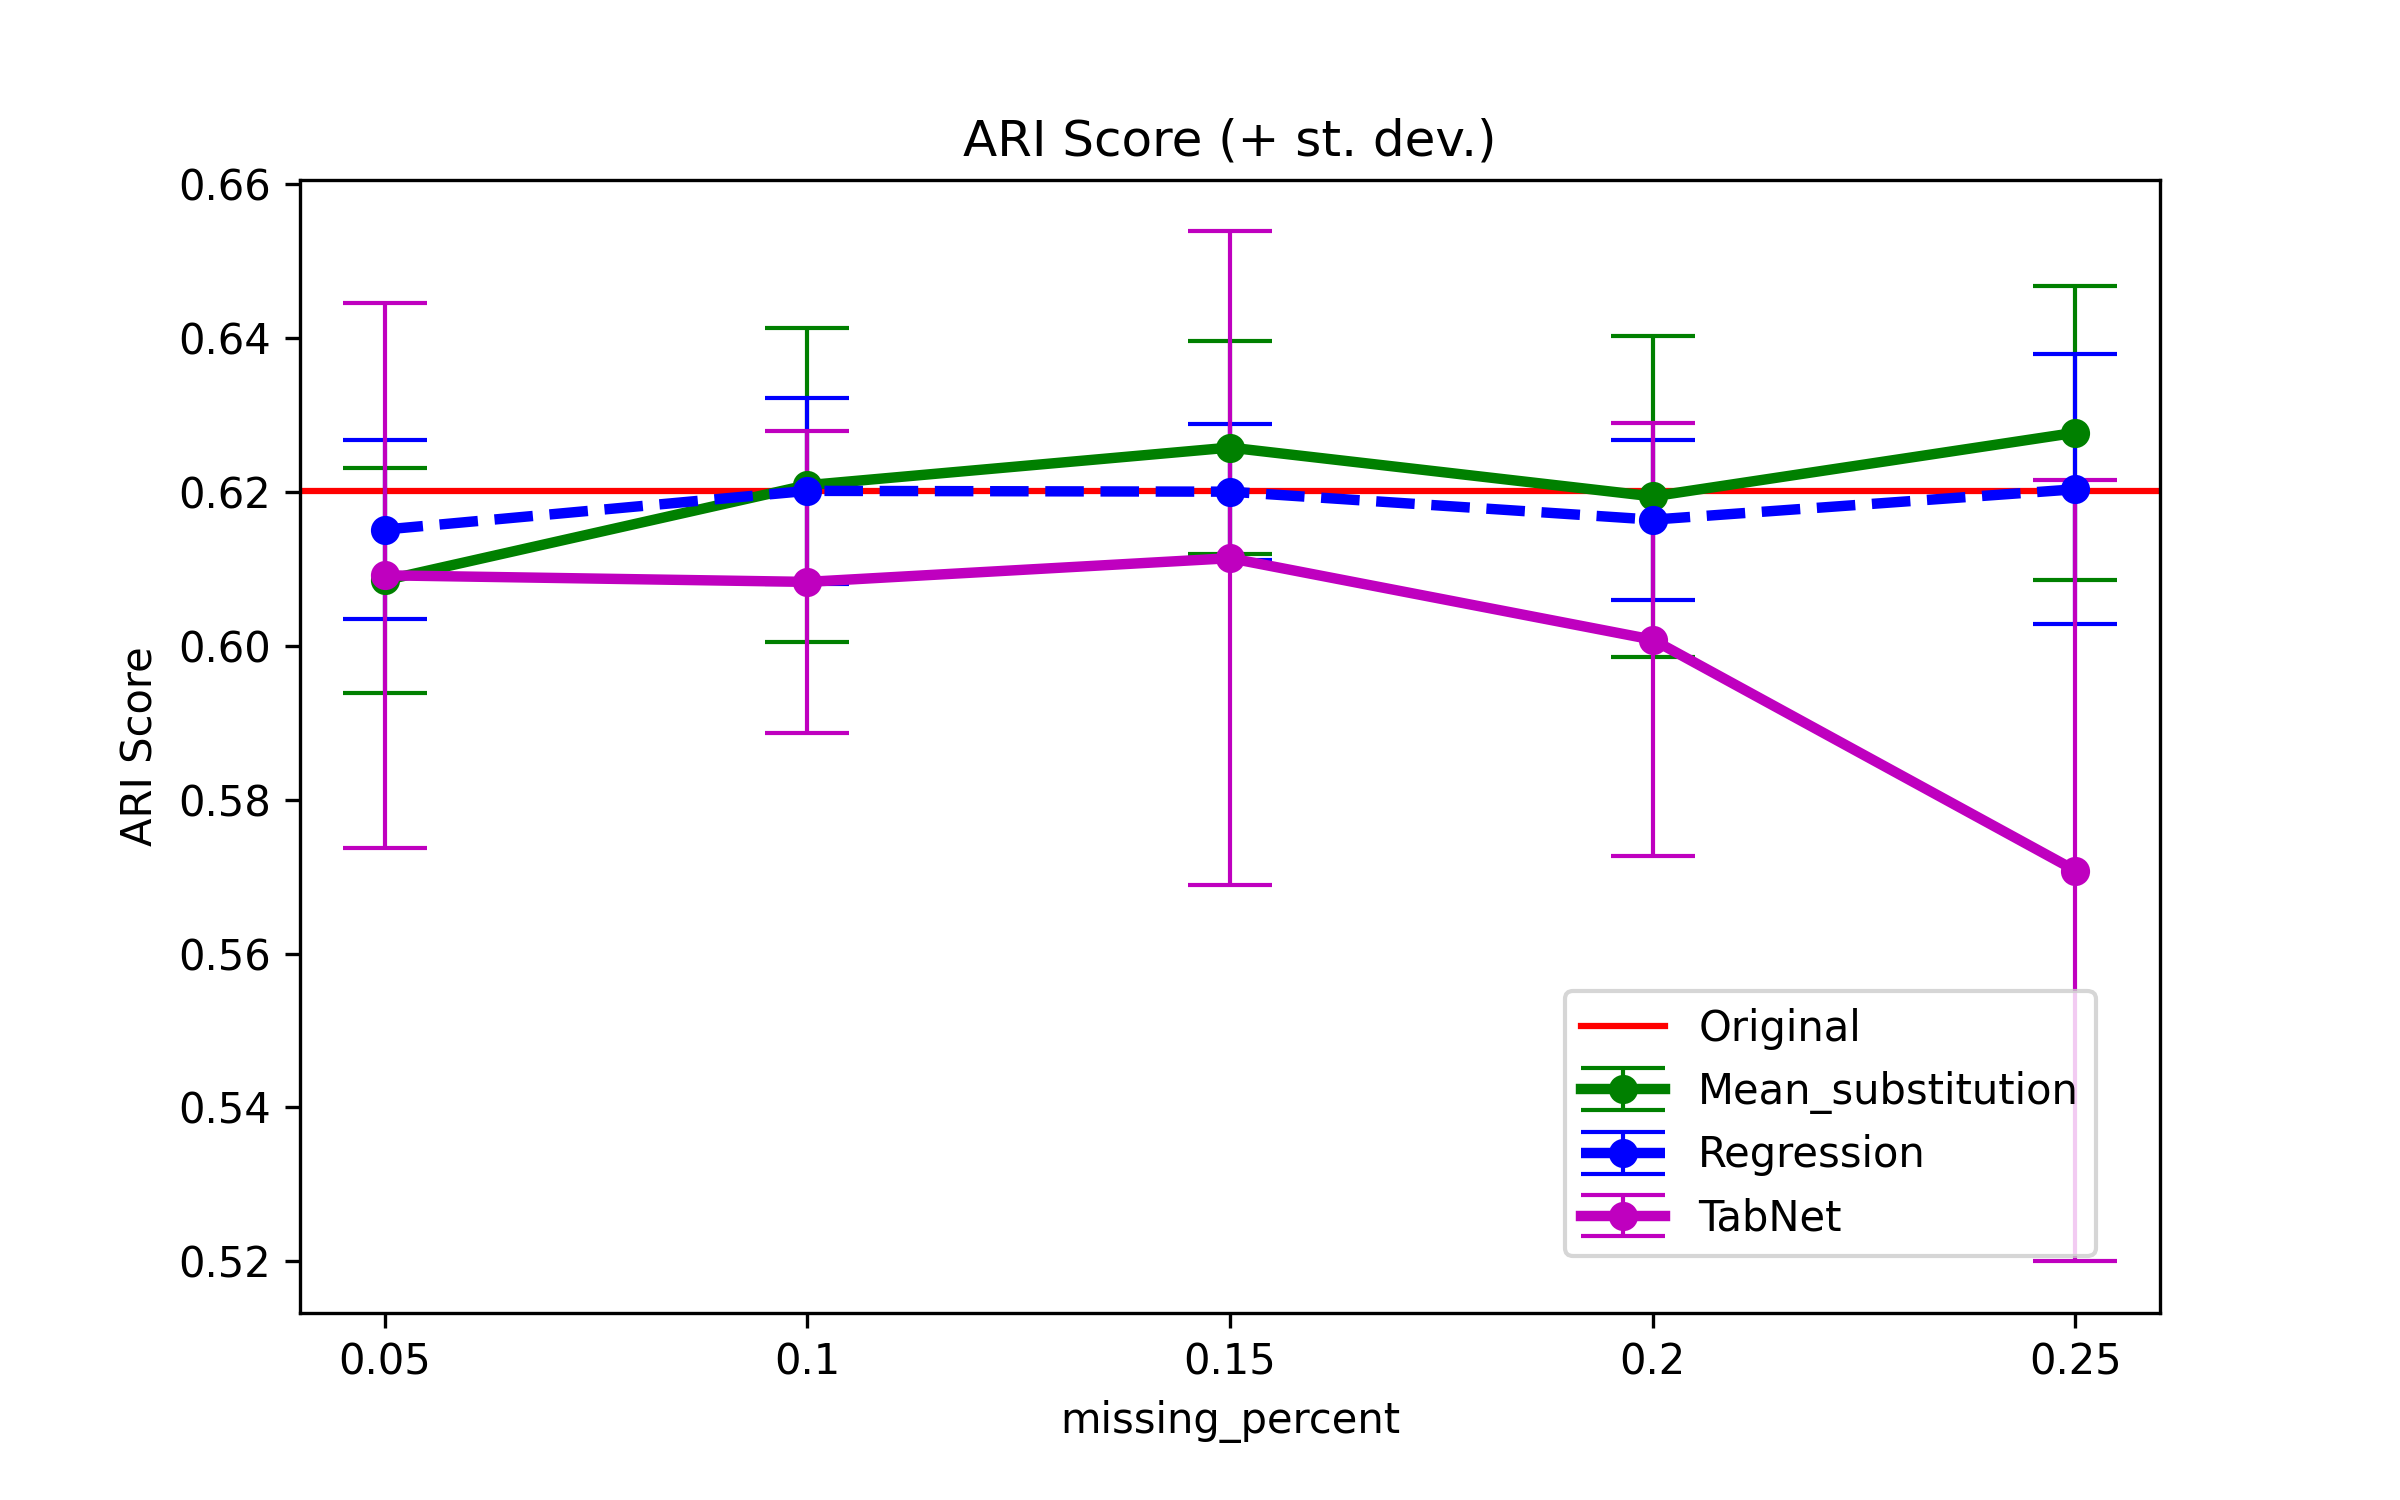 ARI Score (+ st. dev.)
0.66
0.64
0.62
0.60
0.58
0.56
0.54
0.52
ARI Score
Original
Mean_substitution
Regression
TabNet
0.05 0.1 0.15 0.2 0.25
missing_percent